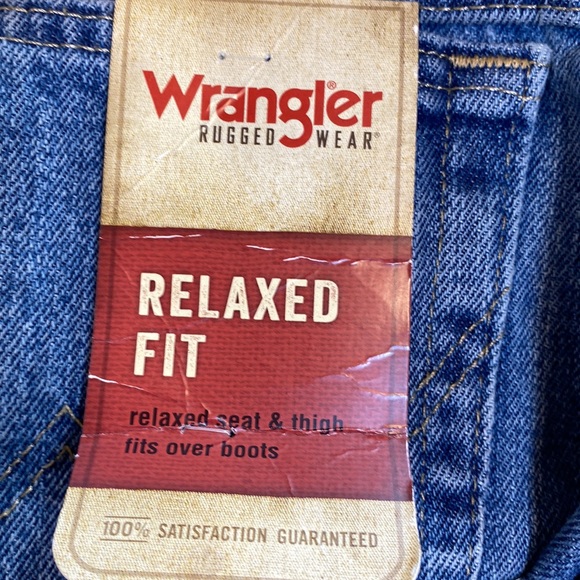 Wrangler®
RUGGED WEAR®
RELAXED
FIT
relaxed seat & thigh
fits over boots
100% SATISFACTION GUARANTEED